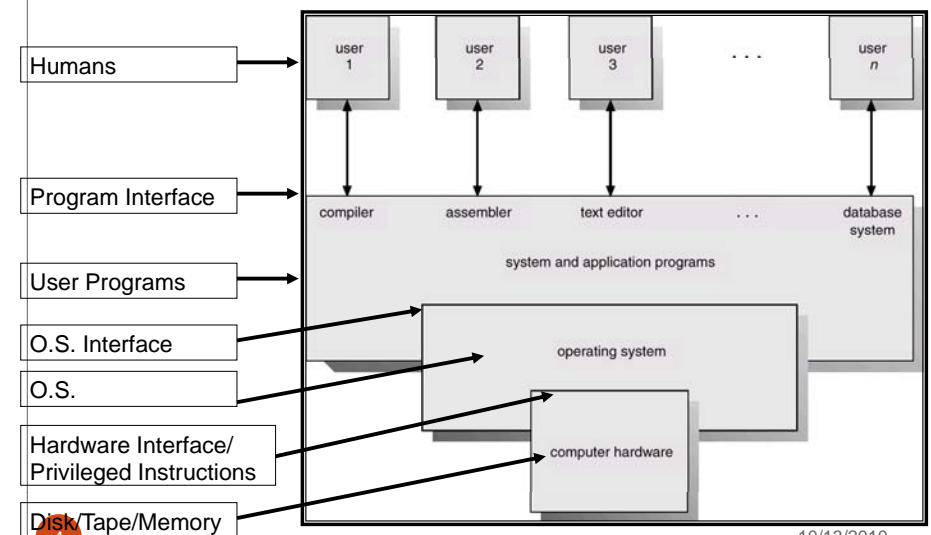 Humans
user
1
user
2
user
3
. . .
user
n
Program Interface
compiler
assembler
text editor
. . .
database
system
system and application programs
User Programs
O.S. Interface
operating system
O.S.
Hardware Interface/
Privileged Instructions
computer hardware
Disk/Tape/Memory